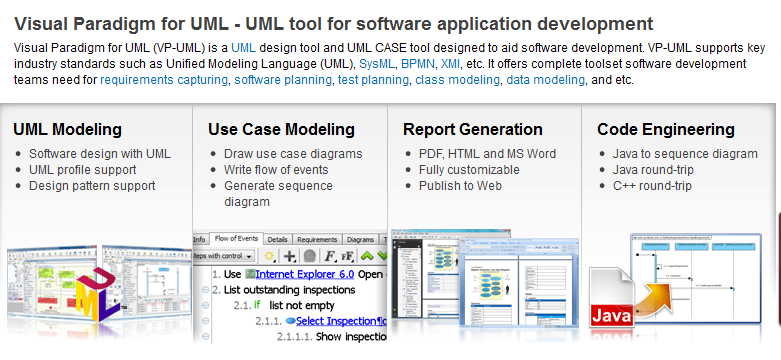 Visual Paradigm for UML - UML tool for software application development
Visual Paradigm for UML (VP-UML) is a UML design tool and UML CASE tool designed to aid software development. VP-UML supports key
industry standards such as Unified Modeling Language (UML), SysML, BPMN, XMI, etc. It offers complete toolset software development
teams need for requirements capturing, software planning, test planning, class modeling, data modeling, and etc.
UML Modeling
Software design with UML
UML profile support
Design pattern support
UML
Use Case Modeling
Draw use case diagrams
Write flow of events
Generate sequence
diagram
Info Flow of Events Details Requirements Diagrams T
Steps with control
1. Use Internet Explorer 6.0 Open
2. List outstanding inspections
2.1. if list not empty
2.1.1. Select Inspection
2.1.1.1. Show inspectio
Report Generation
PDF, HTML and MS Word
Fully customizable
Publish to Web
Code Engineering
Java to sequence diagram
Java round-trip
C++ round-trip
Java